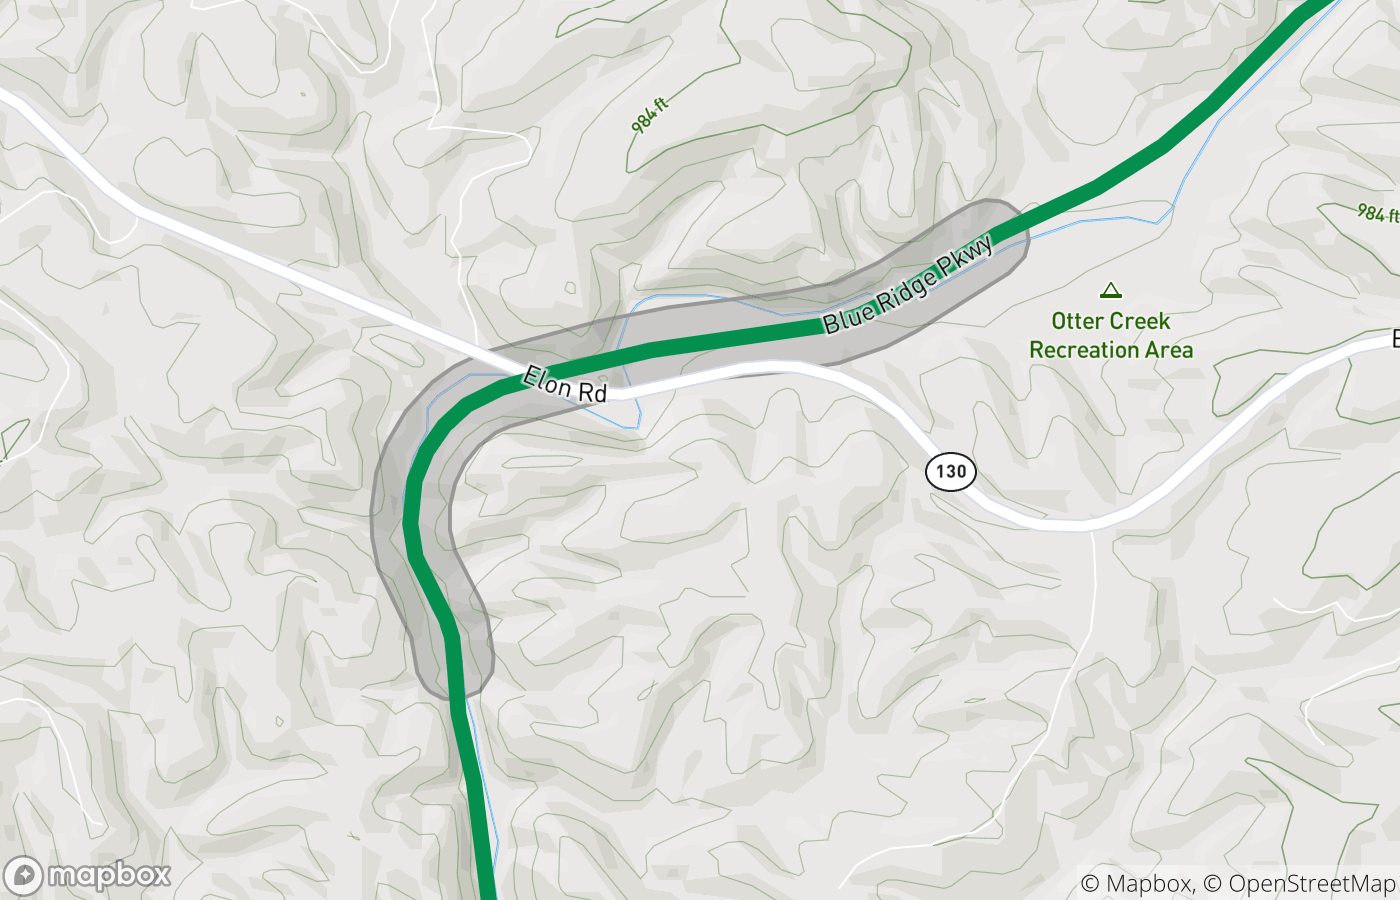 984 ft
984 ft
Blue Ridge Pkwy
Otter Creek
Recreation Area
Elon Rd
130
mapbox
© Mapbox, © OpenStreetMap